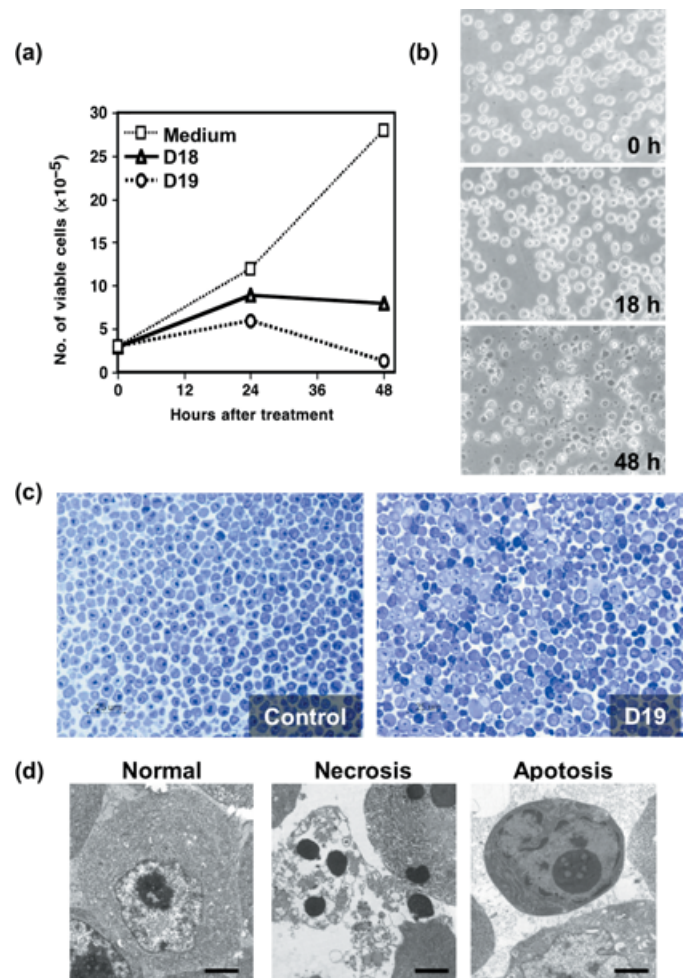 (a)
30
25
20
15
10
5
0
No. of viable cells (×10⁻⁵)
Medium
D18
D19
0
12
24
36
48
Hours after treatment
(b)
0 h
18 h
48 h
(c)
Control
D19
(d)
Normal
Necrosis
Apotosis